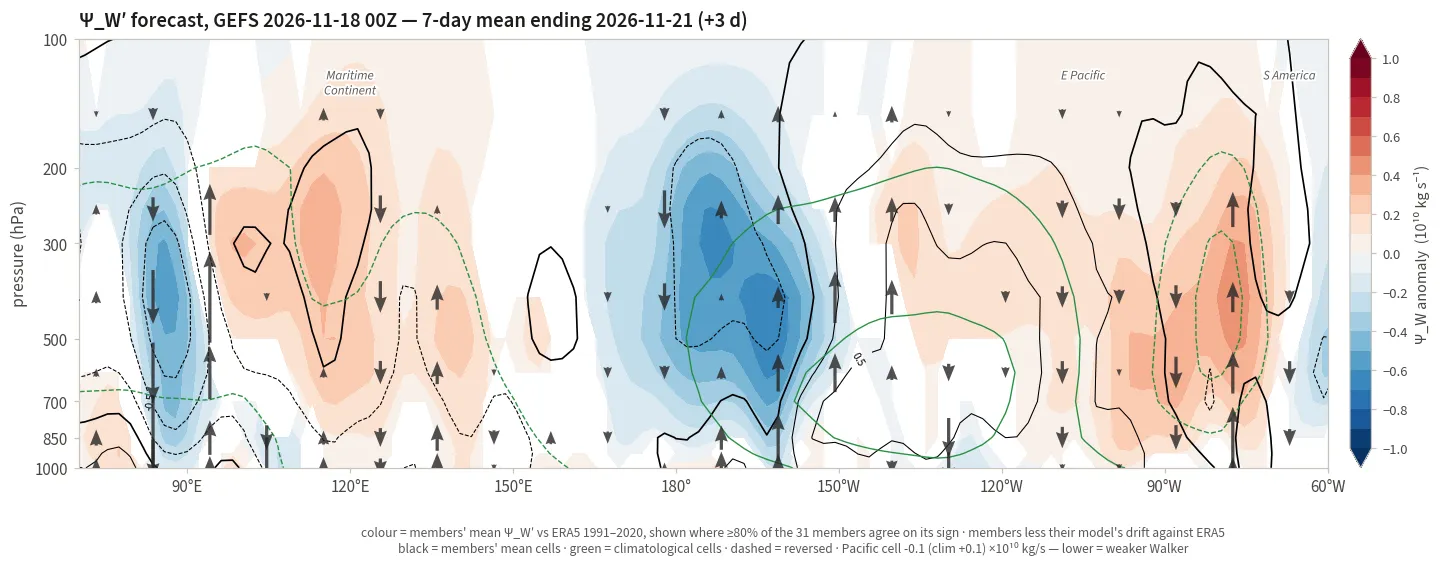 Ψ_W′ forecast, GEFS 2026-11-18 00Z — 7-day mean ending 2026-11-21 (+3 d)
100
200
300
400
500
700
850
1000
pressure (hPa)
Maritime
Continent
E Pacific
S America
0.5
90°E
120°E
150°E
180°
150°W
120°W
90°W
60°W
1.0
0.8
0.6
0.4
0.2
0.0
−0.2
−0.4
−0.6
−0.8
−1.0
Ψ_W anomaly (10¹⁰ kg s⁻¹)
colour = members' mean Ψ_W′ vs ERA5 1991–2020, shown where ≥80% of the 31 members agree on its sign · members less their model's drift against ERA5
black = members' mean cells · green = climatological cells · dashed = reversed · Pacific cell -0.1 (clim +0.1) ×10¹⁰ kg/s — lower = weaker Walker